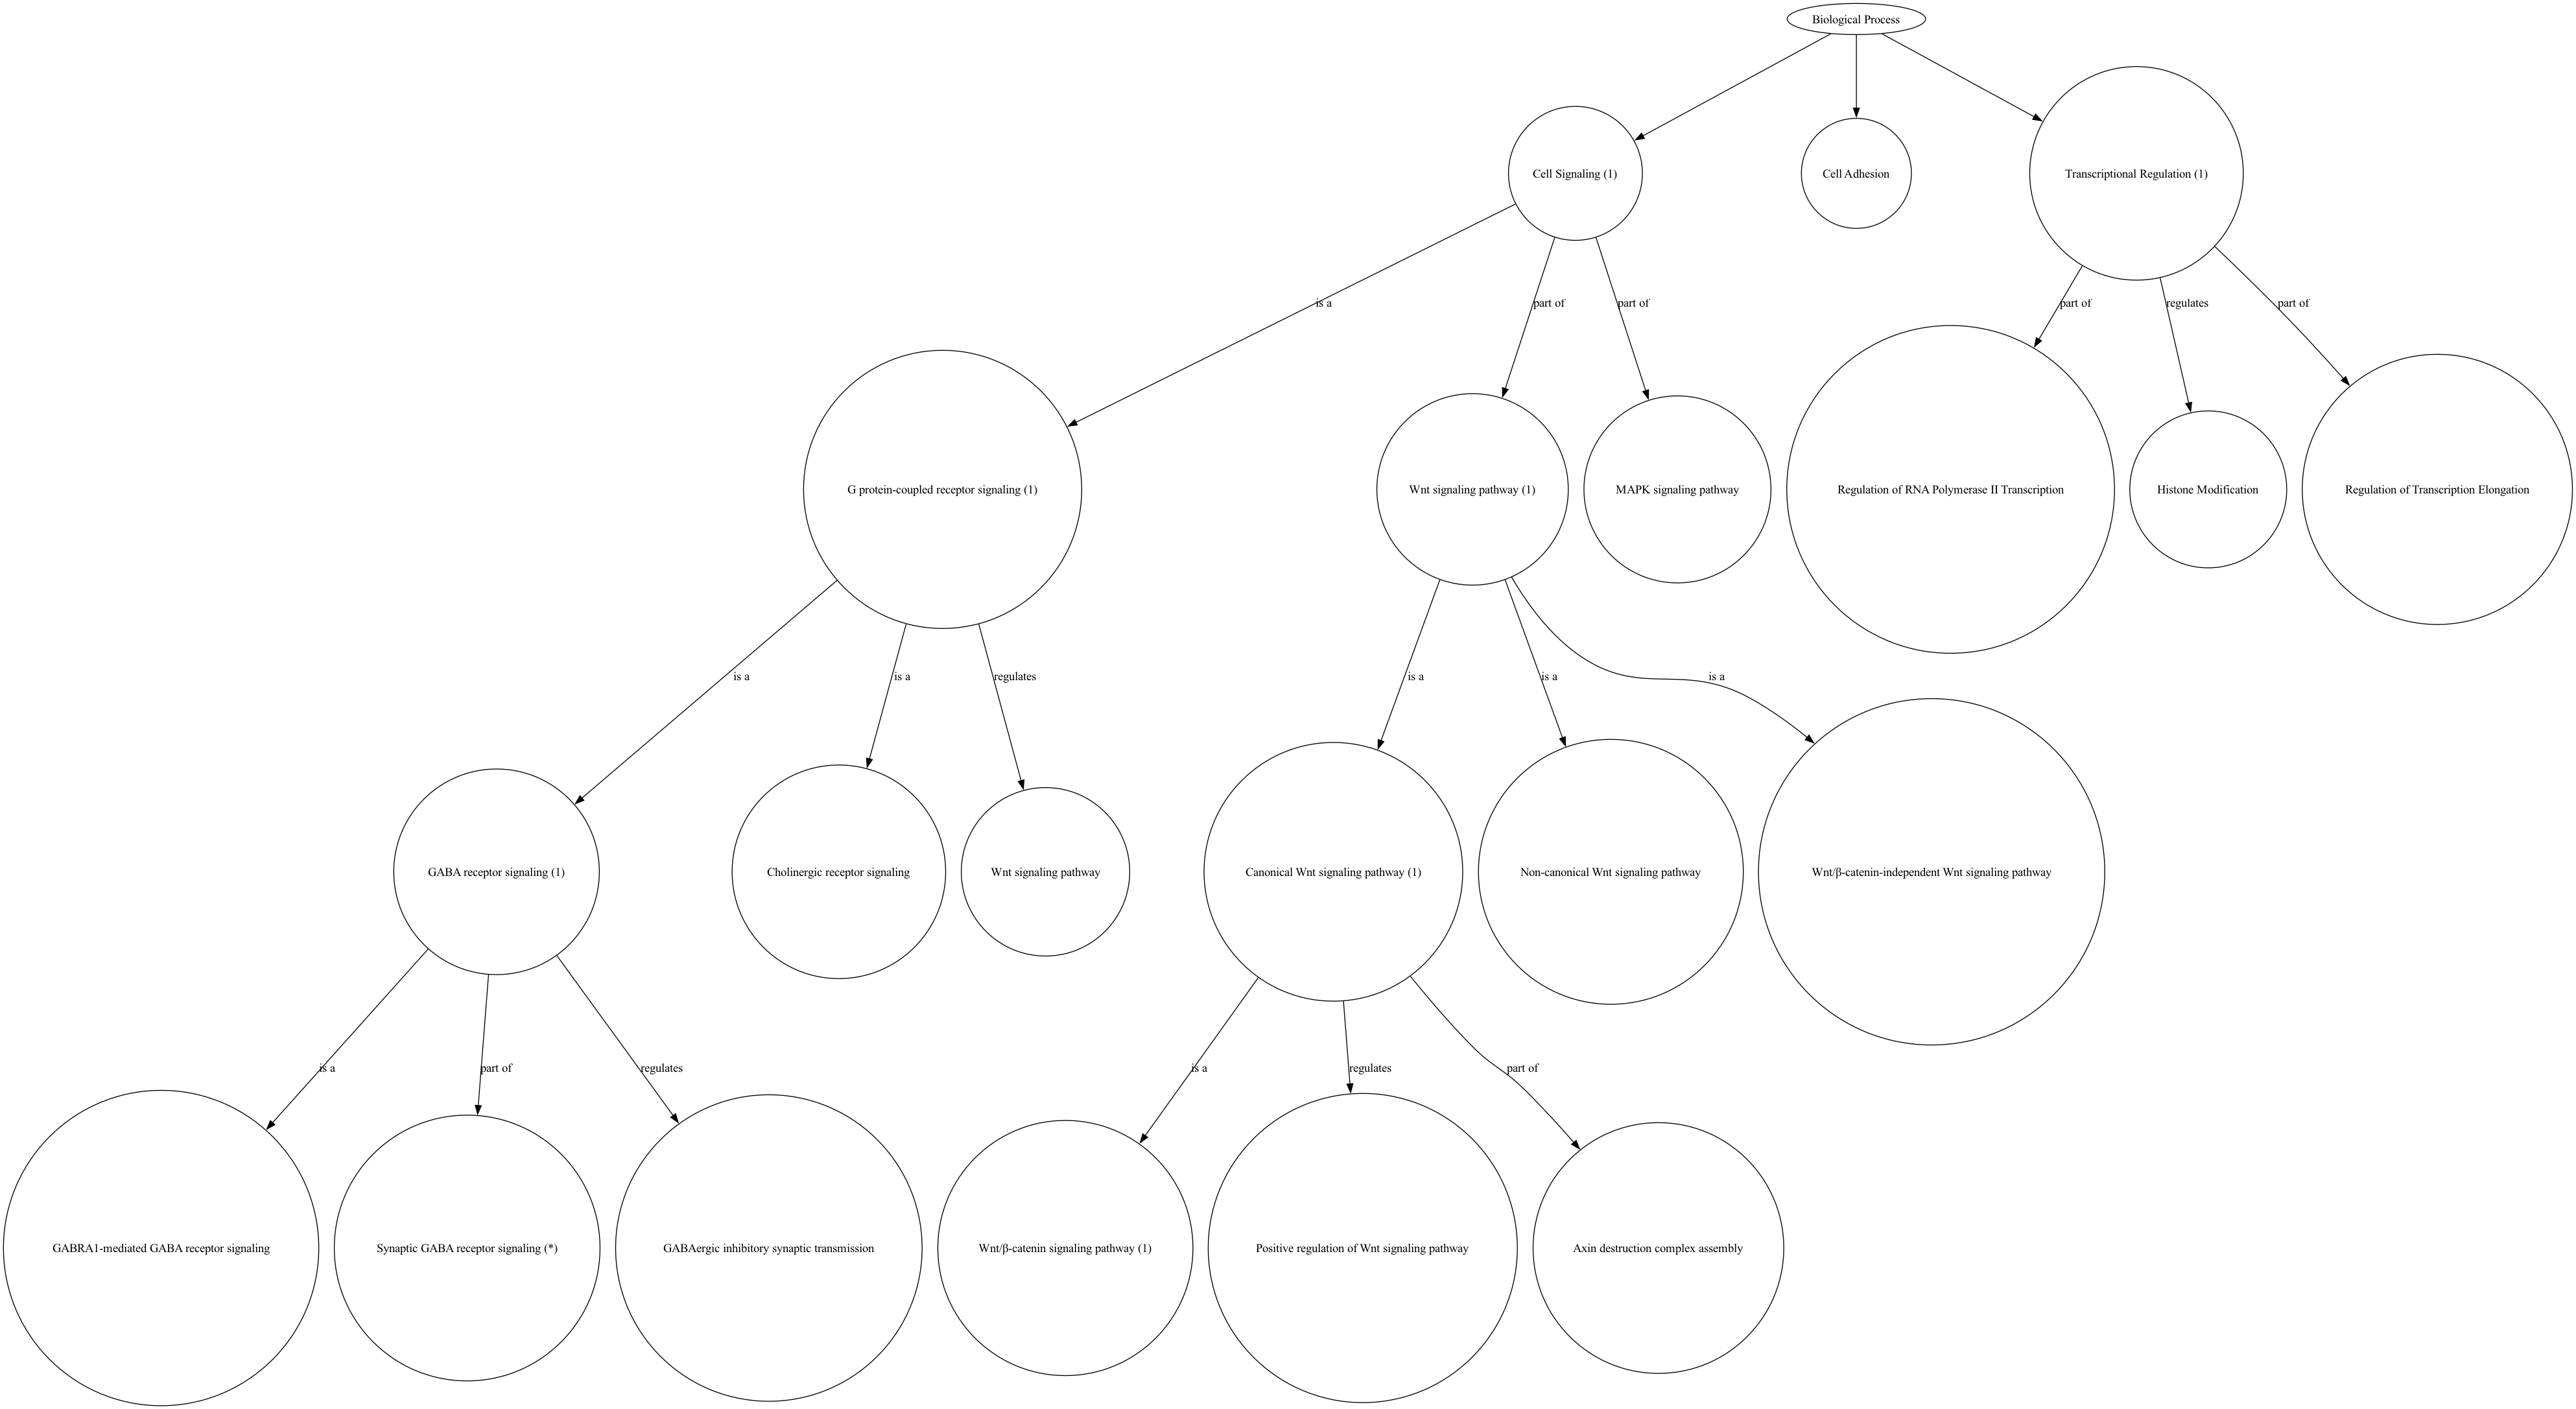 Biological Process
Cell Signaling (1)
Cell Adhesion
Transcriptional Regulation (1)
is a
part of
part of
part of
regulates
part of
G protein-coupled receptor signaling (1)
Wnt signaling pathway (1)
MAPK signaling pathway
Regulation of RNA Polymerase II Transcription
Histone Modification
Regulation of Transcription Elongation
is a
is a
regulates
is a
is a
is a
GABA receptor signaling (1)
Cholinergic receptor signaling
Wnt signaling pathway
Canonical Wnt signaling pathway (1)
Non-canonical Wnt signaling pathway
Wnt/β-catenin-independent Wnt signaling pathway
is a
part of
regulates
is a
regulates
part of
GABRA1-mediated GABA receptor signaling
Synaptic GABA receptor signaling (*)
GABAergic inhibitory synaptic transmission
Wnt/β-catenin signaling pathway (1)
Positive regulation of Wnt signaling pathway
Axin destruction complex assembly